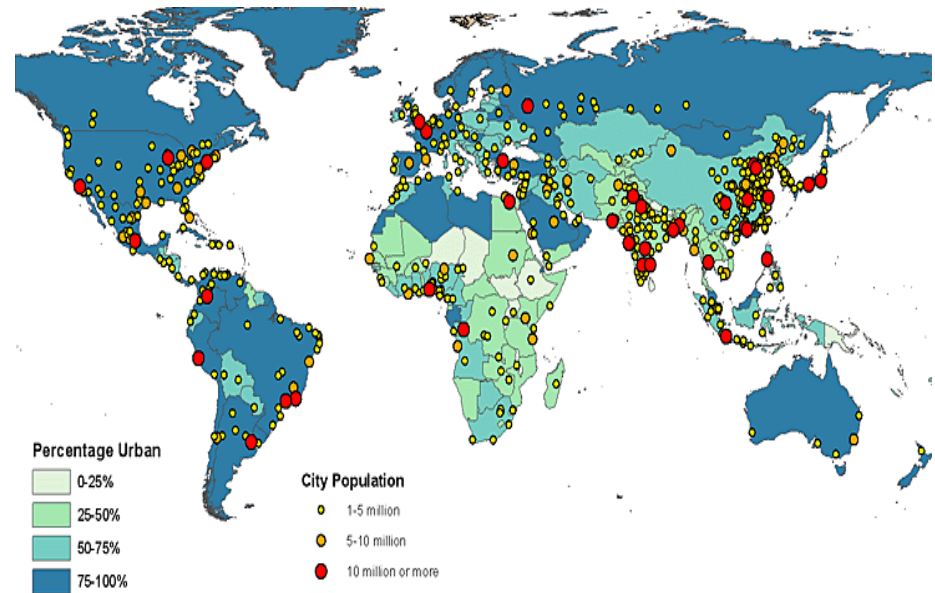 Percentage Urban
0-25%
25-50%
50-75%
75-100%
City Population
1-5 million
5-10 million
10 million or more